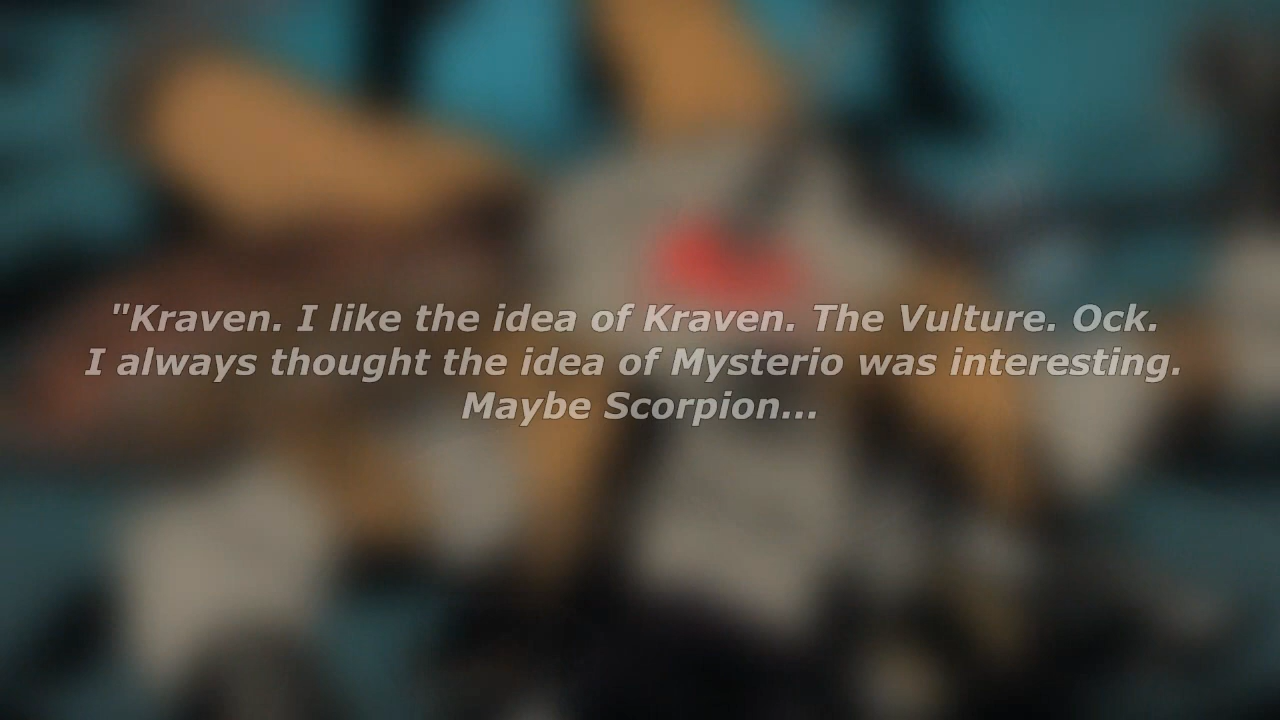 "Kraven. I like the idea of Kraven. The Vulture. Ock.
I always thought the idea of Mysterio was interesting.
Maybe Scorpion...